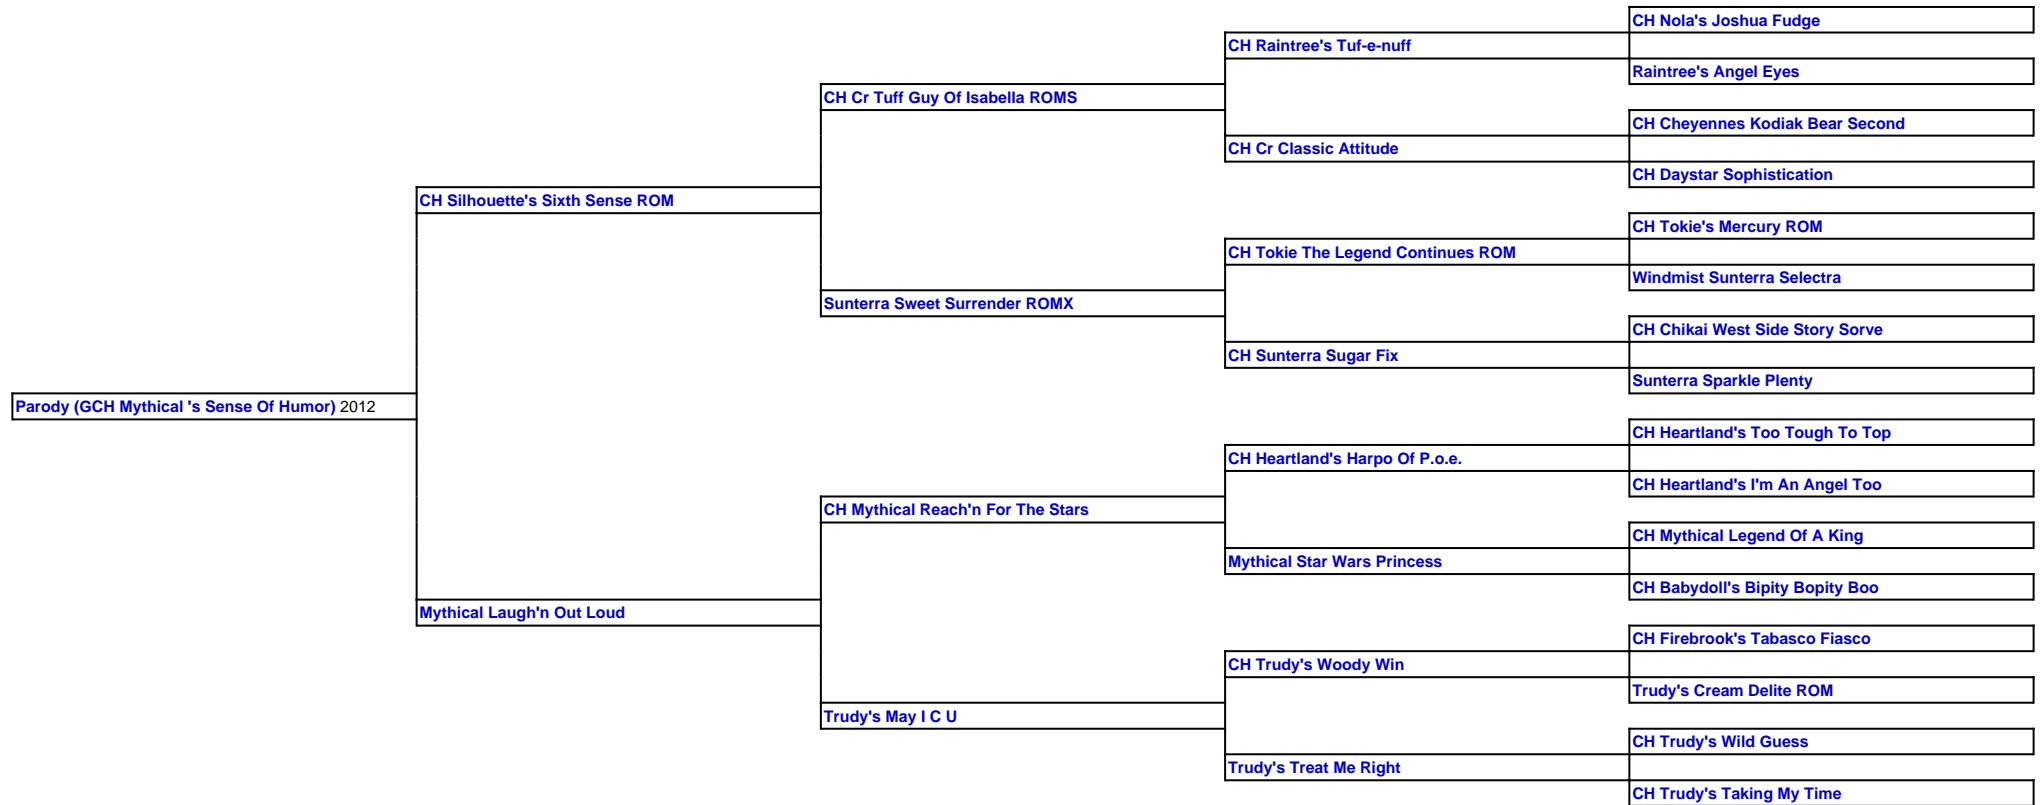 CH Nola's Joshua Fudge
CH Raintree's Tuf-e-nuff
Raintree's Angel Eyes
CH Cr Tuff Guy Of Isabella ROMS
CH Cheyennes Kodiak Bear Second
CH Cr Classic Attitude
CH Daystar Sophistication
CH Silhouette's Sixth Sense ROM
CH Tokie's Mercury ROM
CH Tokie The Legend Continues ROM
Windmist Sunterra Selectra
Sunterra Sweet Surrender ROMX
CH Chikai West Side Story Sorve
CH Sunterra Sugar Fix
Sunterra Sparkle Plenty
Parody (GCH Mythical 's Sense Of Humor) 2012
CH Heartland's Too Tough To Top
CH Heartland's Harpo Of P.o.e.
CH Heartland's I'm An Angel Too
CH Mythical Reach'n For The Stars
CH Mythical Legend Of A King
Mythical Star Wars Princess
CH Babydoll's Bipity Bopity Boo
Mythical Laugh'n Out Loud
CH Firebrook's Tabasco Fiasco
CH Trudy's Woody Win
Trudy's Cream Delite ROM
Trudy's May I C U
CH Trudy's Wild Guess
Trudy's Treat Me Right
CH Trudy's Taking My Time